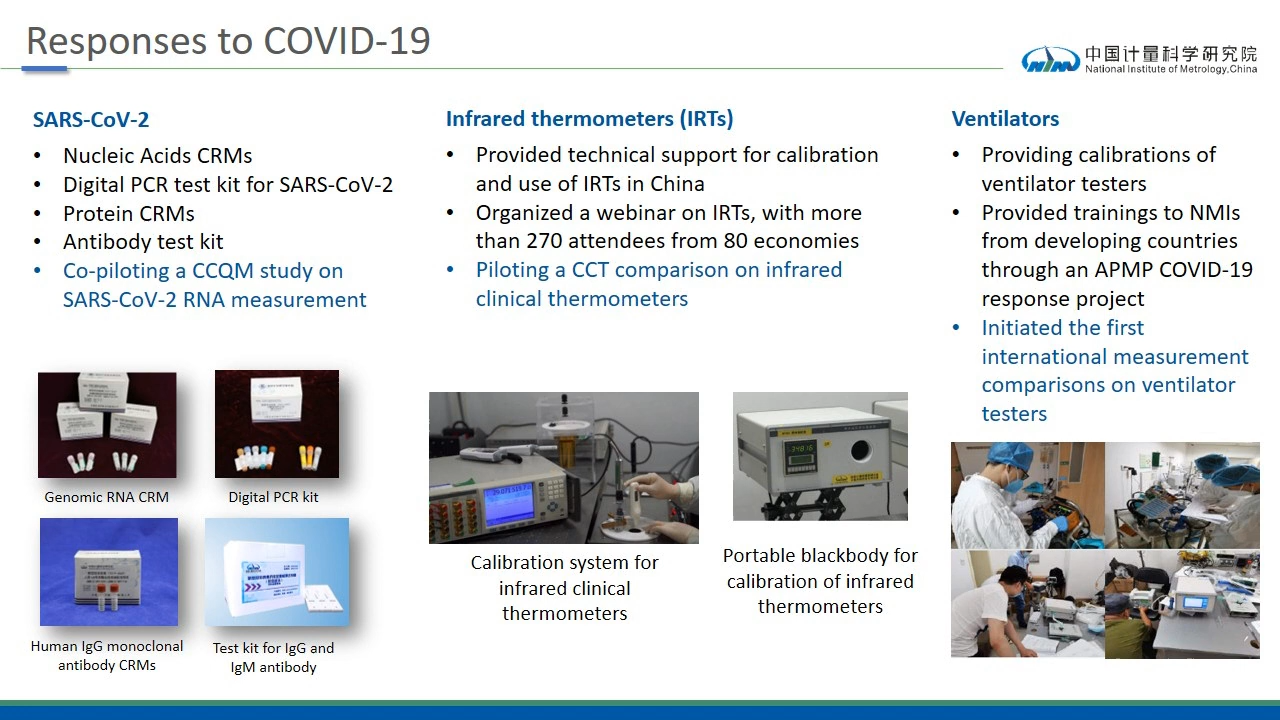 Responses to COVID-19
中国计量科学研究院
National Institute of Metrology,China
SARS-CoV-2
• Nucleic Acids CRMs
• Digital PCR test kit for SARS-CoV-2
• Protein CRMs
• Antibody test kit
• Co-piloting a CCQM study on
SARS-CoV-2 RNA measurement
Genomic RNA CRM
Digital PCR kit
Human IgG monoclonal
antibody CRMs
Test kit for IgG and
IgM antibody
Infrared thermometers (IRTs)
• Provided technical support for calibration
and use of IRTs in China
• Organized a webinar on IRTs, with more
than 270 attendees from 80 economies
• Piloting a CCT comparison on infrared
clinical thermometers
Calibration system for
infrared clinical
thermometers
Portable blackbody for
calibration of infrared
thermometers
Ventilators
• Providing calibrations of
ventilator testers
• Provided trainings to NMIs
from developing countries
through an APMP COVID-19
response project
• Initiated the first
international measurement
comparisons on ventilator
testers